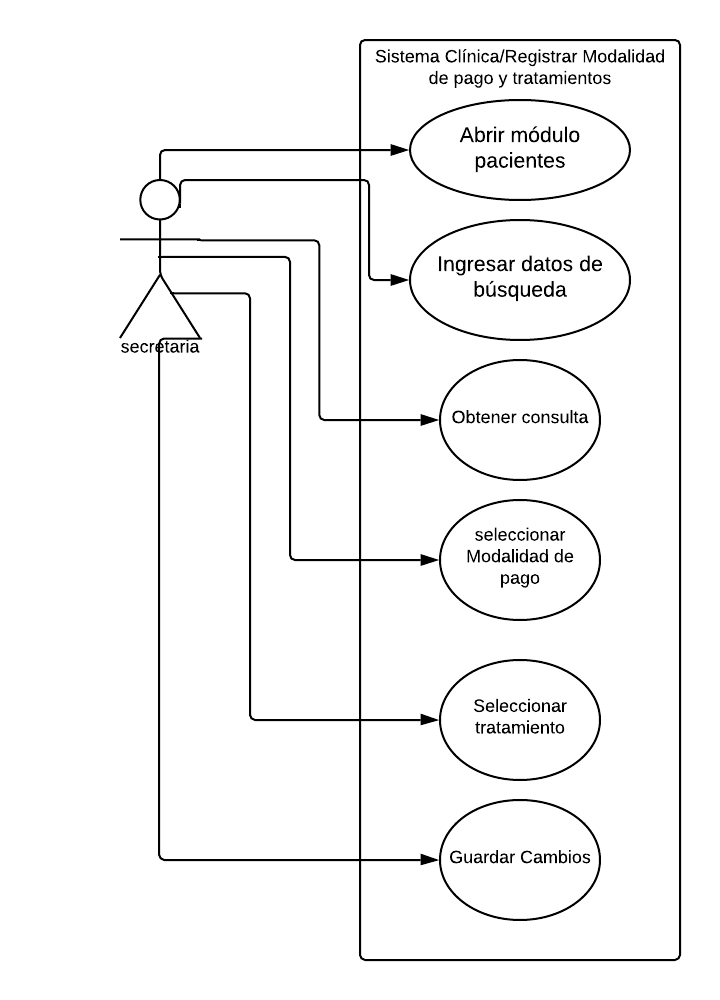 Sistema Clínica/Registrar Modalidad
de pago y tratamientos
Abrir módulo
pacientes
Ingresar datos de
búsqueda
secretaria
Obtener consulta
seleccionar
Modalidad de
pago
Seleccionar
tratamiento
Guardar Cambios